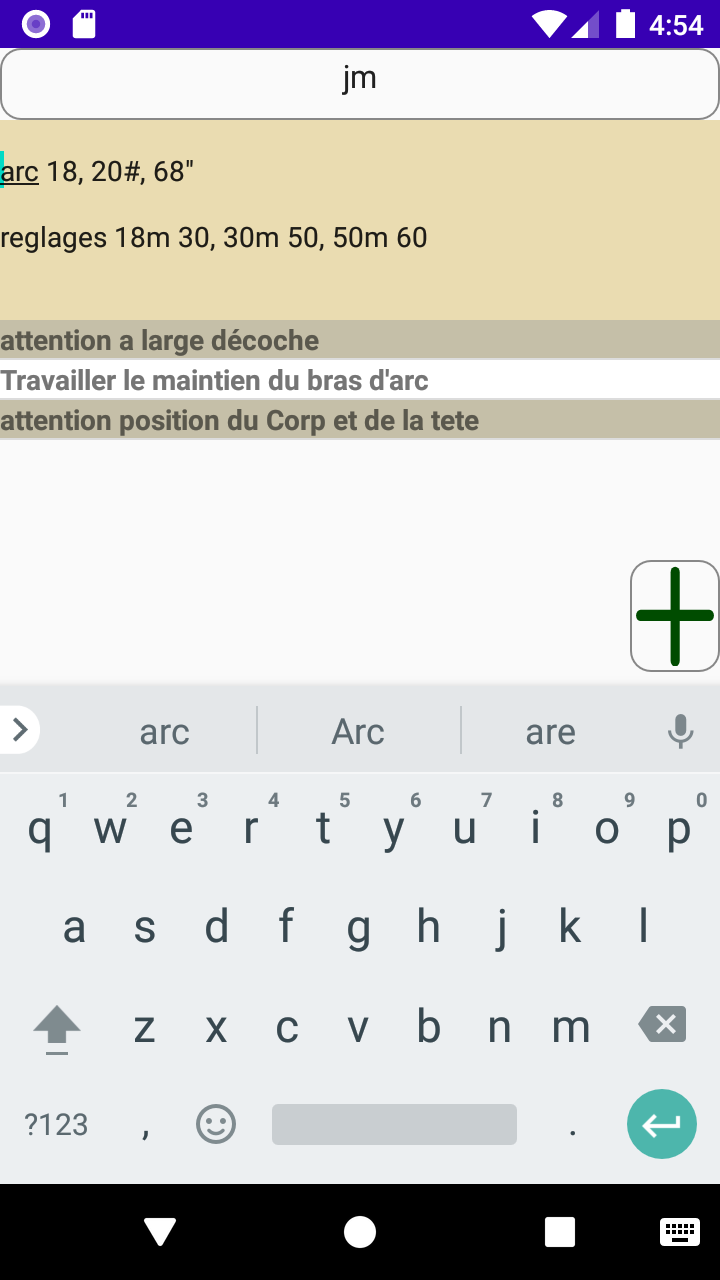 4:54
jm
arc 18, 20#, 68"
reglages 18m 30, 30m 50, 50m 60
attention a large décoche
Travailler le maintien du bras d'arc
attention position du Corp et de la tete
arc Arc are
1 2 3 4 5 6 7 8 9 0
q w e r t y u i o p
a s d f g h j k l
z x c v b n m
?123 , .